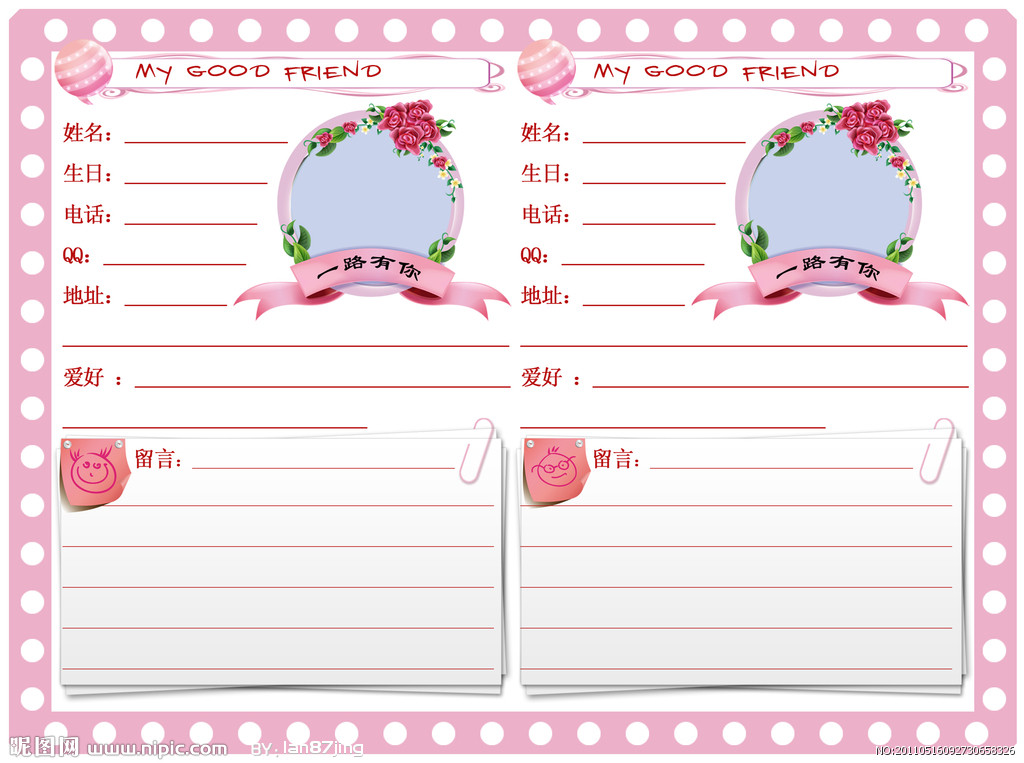 MY GOOD FRIEND
姓名：
生日：
电话：
QQ：
一路有你
地址：
爱好 ：
留言：
MY GOOD FRIEND
姓名：
生日：
电话：
QQ：
一路有你
地址：
爱好 ：
留言：
昵图网 www.nipic.com by:lan87jing
NO:20110516092730658326